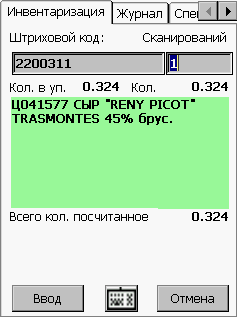 Инвентаризация Журнал Спе
Штриховой код: Сканирований
2200311 1
Кол. в уп. 0.324 Кол. 0.324
Ц041577 СЫР "RENY PICOT"
TRASMONTES 45% брус.
Всего кол. посчитанное 0.324
Ввод Отмена